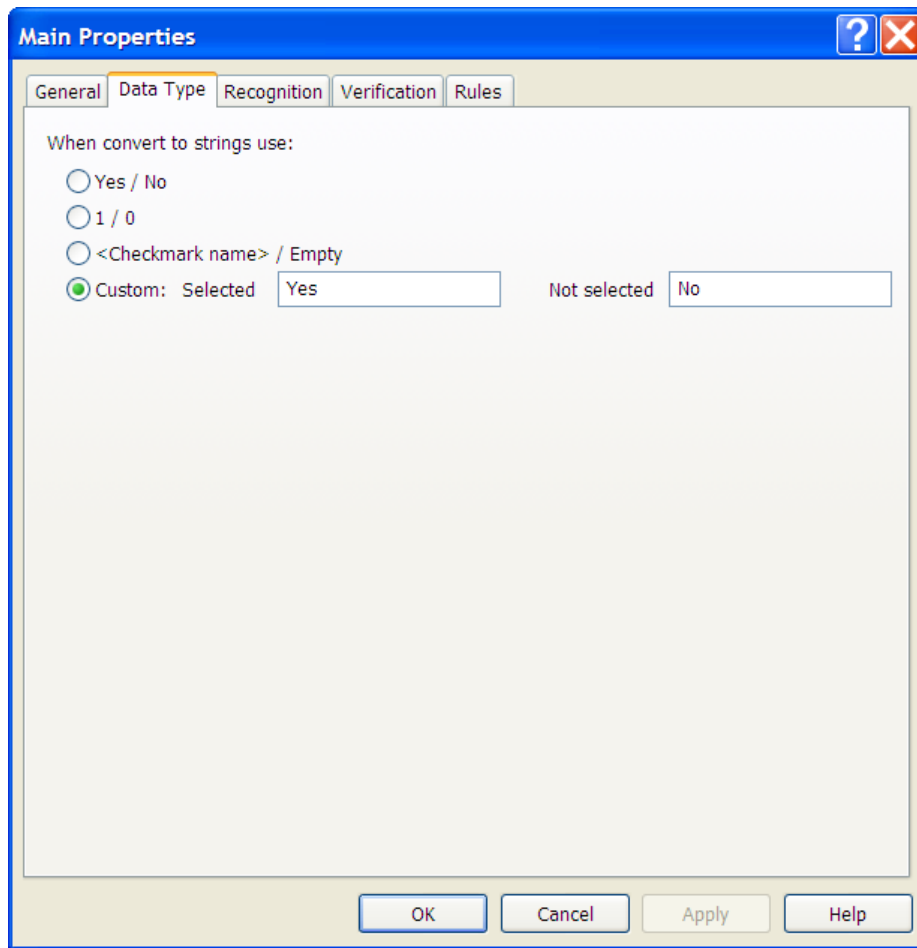 Main Properties
General Data Type Recognition Verification Rules
When convert to strings use:
Yes / No
1 / 0
<Checkmark name> / Empty
Custom: Selected Yes Not selected No
OK Cancel Apply Help